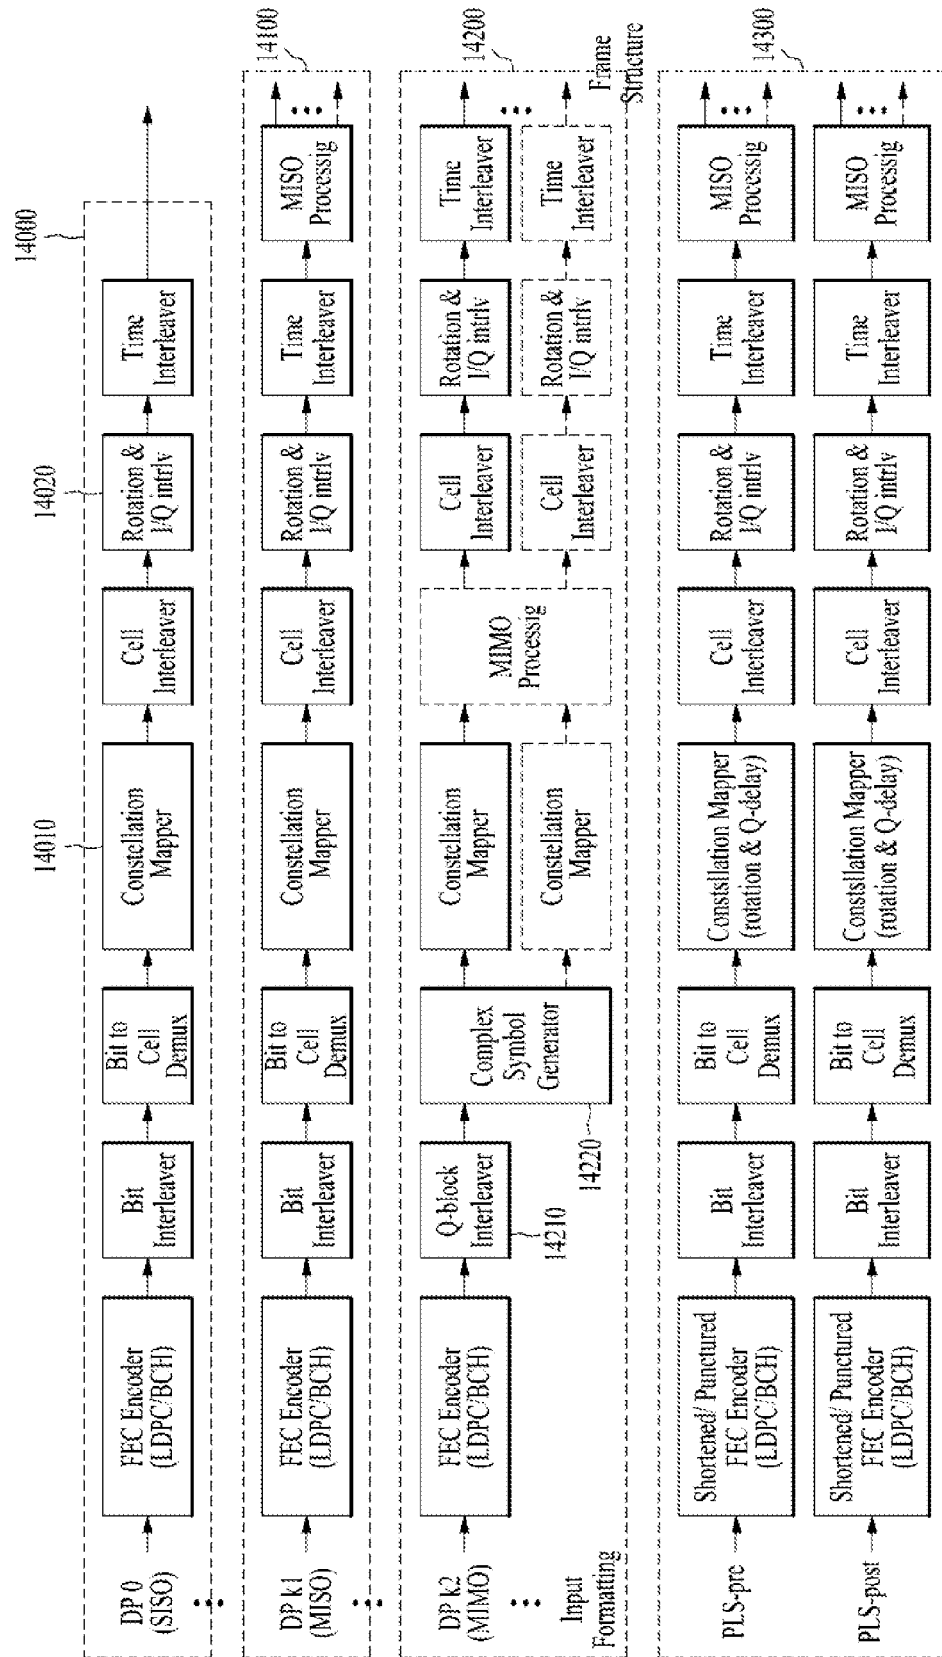 14000
DP 0
(SISO)
FEC Encoder
(LDPC/BCH)
Bit
Interleaver
Bit to
Cell
Demux
14010
Constellation
Mapper
Cell
Interleaver
14020
Rotation &
I/Q intrlv
Time
Interleaver
14100
DP k1
(MISO)
FEC Encoder
(LDPC/BCH)
Bit
Interleaver
Bit to
Cell
Demux
Constellation
Mapper
Cell
Interleaver
Rotation &
I/Q intrlv
Time
Interleaver
MISO
Processig
14200
DP k2
(MIMO)
FEC Encoder
(LDPC/BCH)
Q-block
Interleaver
14210
Complex
Symbol
Generator
14220
Constellation
Mapper
Constellation
Mapper
MIMO
Processig
Cell
Interleaver
Cell
Interleaver
Rotation &
I/Q intrlv
Rotation &
I/Q intrlv
Time
Interleaver
Time
Interleaver
Input
Formatting
Frame
Structure
14300
PLS-pre
Shortened/ Punctured
FEC Encoder
(LDPC/BCH)
Bit
Interleaver
Bit to
Cell
Demux
Constsllation Mapper
(rotation & Q-delay)
Cell
Interleaver
Rotation &
I/Q intrlv
Time
Interleaver
MISO
Processig
PLS-post
Shortened/ Punctured
FEC Encoder
(LDPC/BCH)
Bit
Interleaver
Bit to
Cell
Demux
Constsllation Mapper
(rotation & Q-delay)
Cell
Interleaver
Rotation &
I/Q intrlv
Time
Interleaver
MISO
Processig